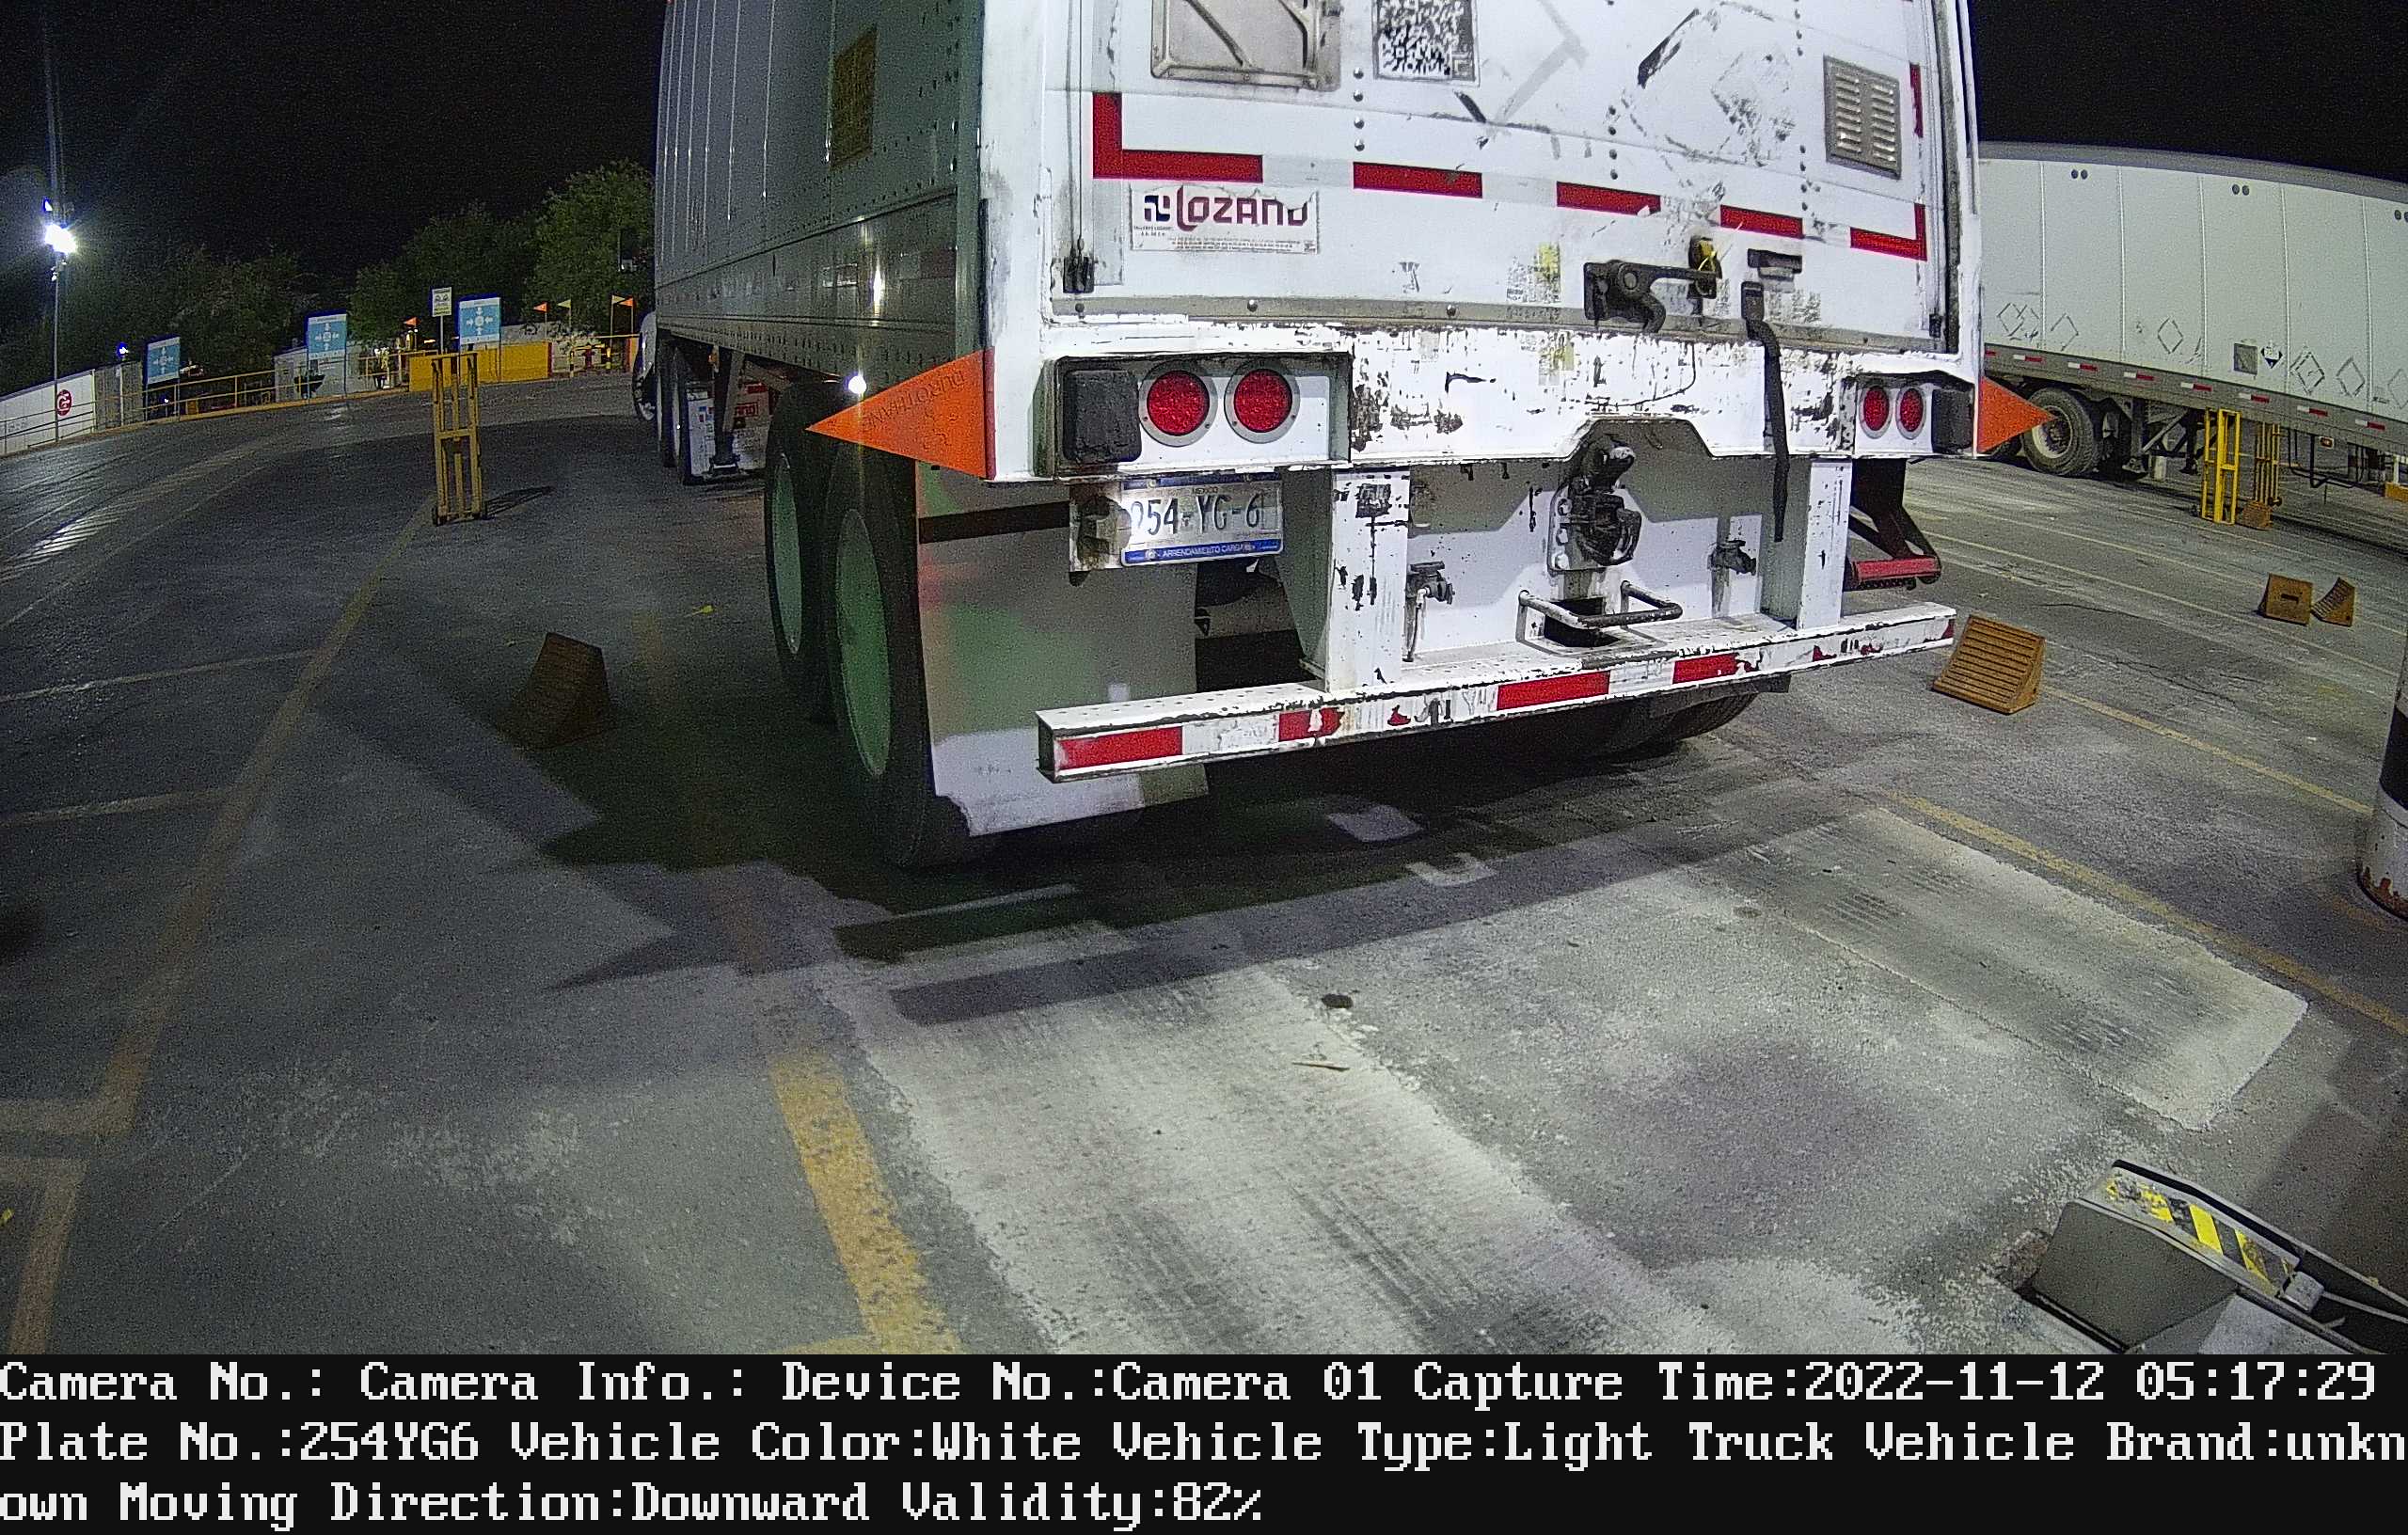 LOZANO
MEXICO
254-YG-6
ARRENDAMIENTO CARGA
Camera No.: Camera Info.: Device No.:Camera 01 Capture Time:2022-11-12 05:17:29
Plate No.:254YG6 Vehicle Color:White Vehicle Type:Light Truck Vehicle Brand:unkn
own Moving Direction:Downward Validity:82%